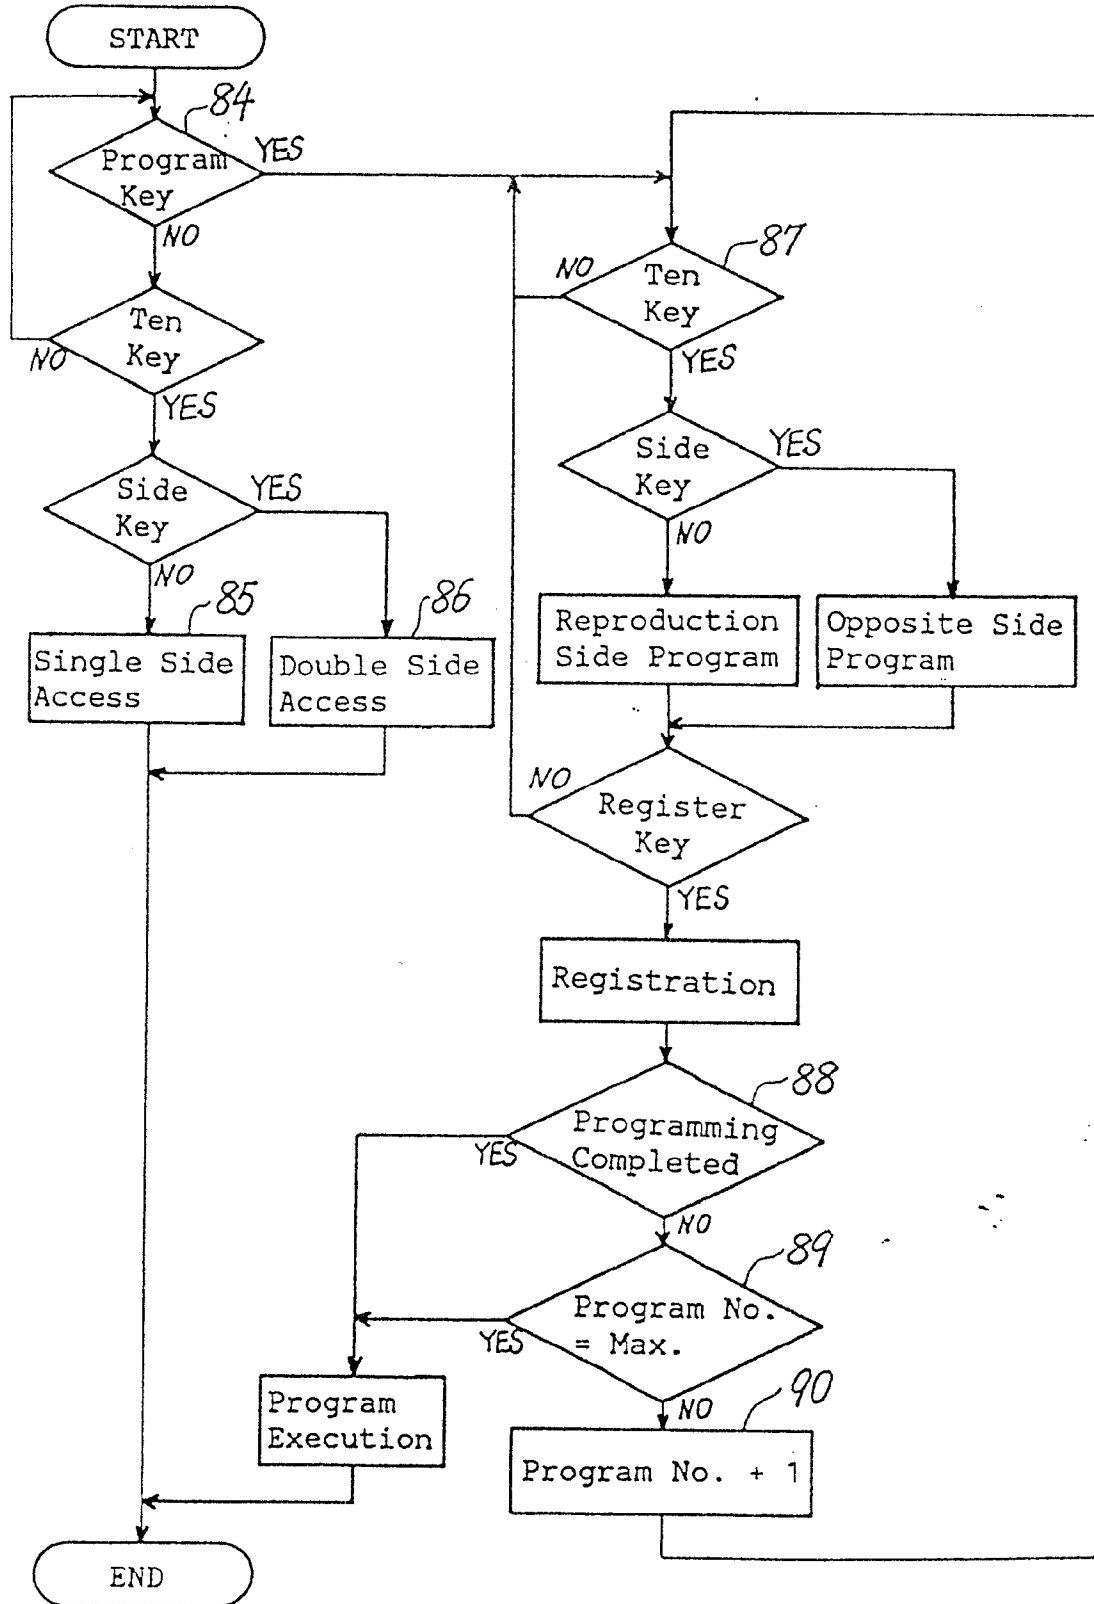 START
84
Program
Key
YES
NO
Ten
Key
NO
YES
Side
Key
YES
NO
85
Single Side
Access
86
Double Side
Access
87
Ten
Key
NO
YES
Side
Key
YES
NO
Reproduction
Side Program
Opposite Side
Program
Register
Key
NO
YES
Registration
88
Programming
Completed
YES
NO
89
Program No.
= Max.
YES
NO
90
Program No. + 1
Program
Execution
END